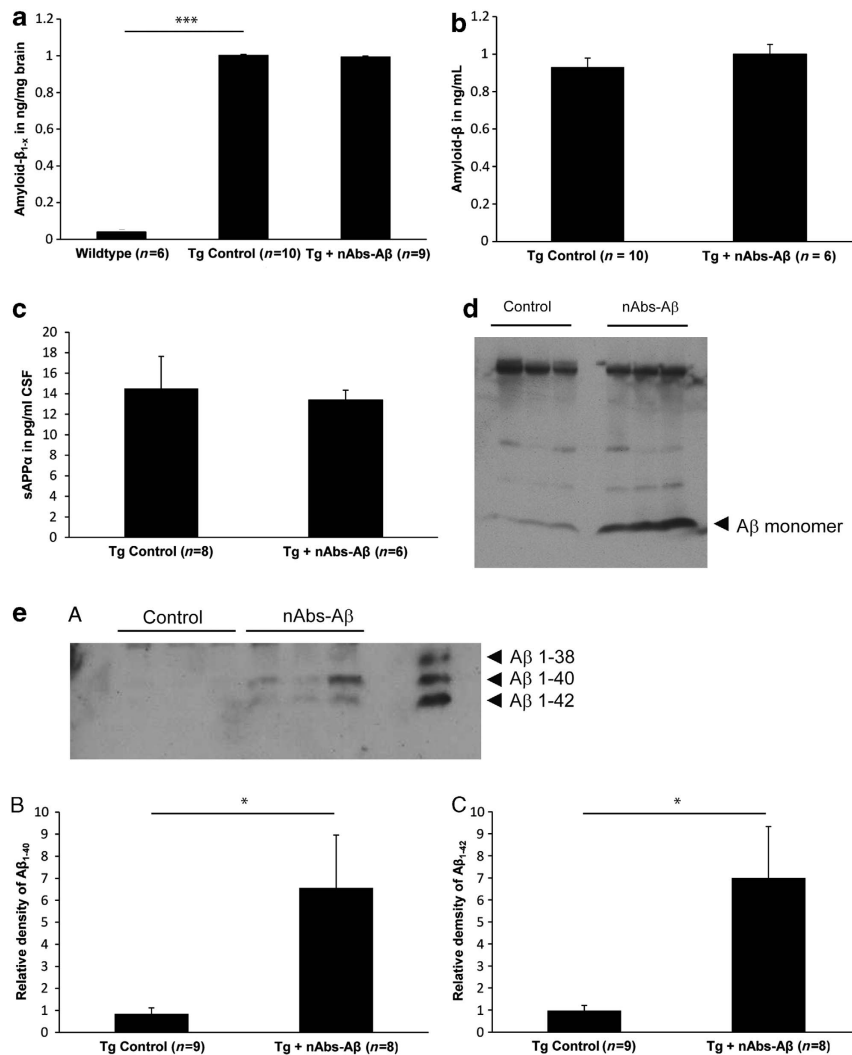 a
***
Amyloid-β1-x in ng/mg brain
1.2
1
0.8
0.6
0.4
0.2
0
Wildtype (n=6) Tg Control (n=10) Tg + nAbs-Aβ (n=9)
b
Amyloid-β in ng/mL
1.2
1
0.8
0.6
0.4
0.2
0
Tg Control (n = 10) Tg + nAbs-Aβ (n = 6)
c
sAPPα in pg/ml CSF
20
18
16
14
12
10
8
6
4
2
0
Tg Control (n=8) Tg + nAbs-Aβ (n=6)
d
Control nAbs-Aβ
Aβ monomer
e A
Control nAbs-Aβ
Aβ 1-38
Aβ 1-40
Aβ 1-42
B
*
Relative density of Aβ1-40
10
9
8
7
6
5
4
3
2
1
0
Tg Control (n=9) Tg + nAbs-Aβ (n=8)
C
*
Relative density of Aβ1-42
10
9
8
7
6
5
4
3
2
1
0
Tg Control (n=9) Tg + nAbs-Aβ (n=8)